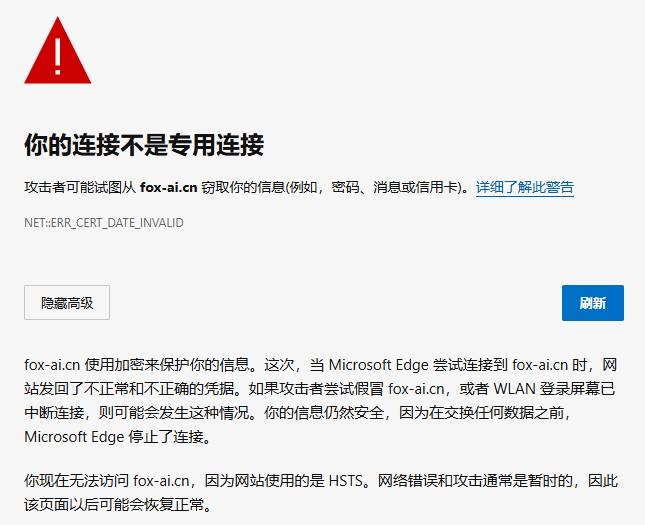 你的连接不是专用连接
攻击者可能试图从 fox-ai.cn 窃取你的信息(例如，密码、消息或信用卡)。详细了解此警告
NET::ERR_CERT_DATE_INVALID
隐藏高级
刷新
fox-ai.cn 使用加密来保护你的信息。这次，当 Microsoft Edge 尝试连接到 fox-ai.cn 时，网
站发回了不正常和不正确的凭据。如果攻击者尝试假冒 fox-ai.cn，或者 WLAN 登录屏幕已
中断连接，则可能会发生这种情况。你的信息仍然安全，因为在交换任何数据之前，
Microsoft Edge 停止了连接。
你现在无法访问 fox-ai.cn，因为网站使用的是 HSTS。网络错误和攻击通常是暂时的，因此
该页面以后可能会恢复正常。